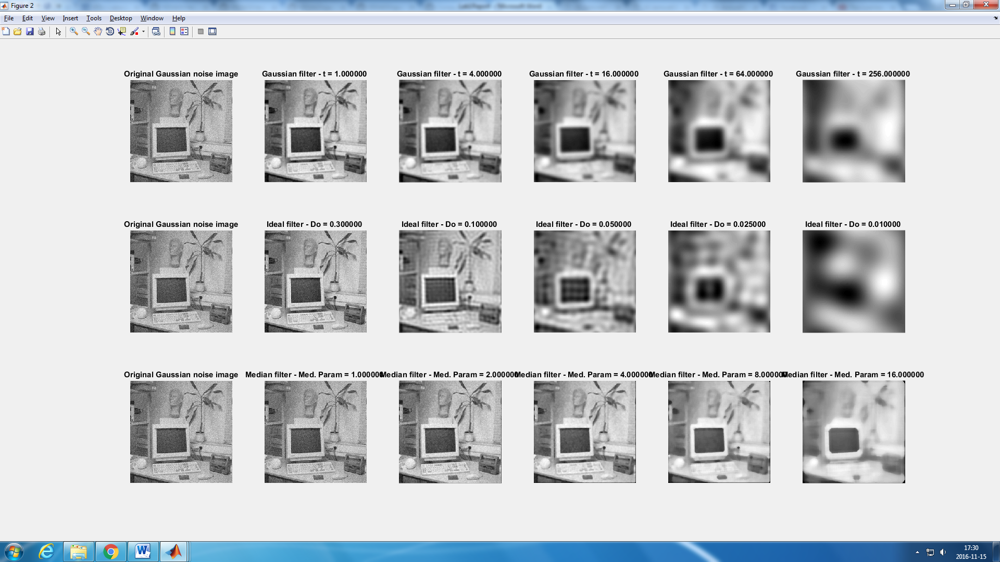 Figure 2
File Edit View Insert Tools Desktop Window Help
Original Gaussian noise image
Gaussian filter - t = 1.000000
Gaussian filter - t = 4.000000
Gaussian filter - t = 16.000000
Gaussian filter - t = 64.000000
Gaussian filter - t = 256.000000
Original Gaussian noise image
Ideal filter - Do = 0.300000
Ideal filter - Do = 0.100000
Ideal filter - Do = 0.050000
Ideal filter - Do = 0.025000
Ideal filter - Do = 0.010000
Original Gaussian noise image
Median filter - Med. Param = 1.000000
Median filter - Med. Param = 2.000000
Median filter - Med. Param = 4.000000
Median filter - Med. Param = 8.000000
Median filter - Med. Param = 16.000000
17:30
2016-11-15